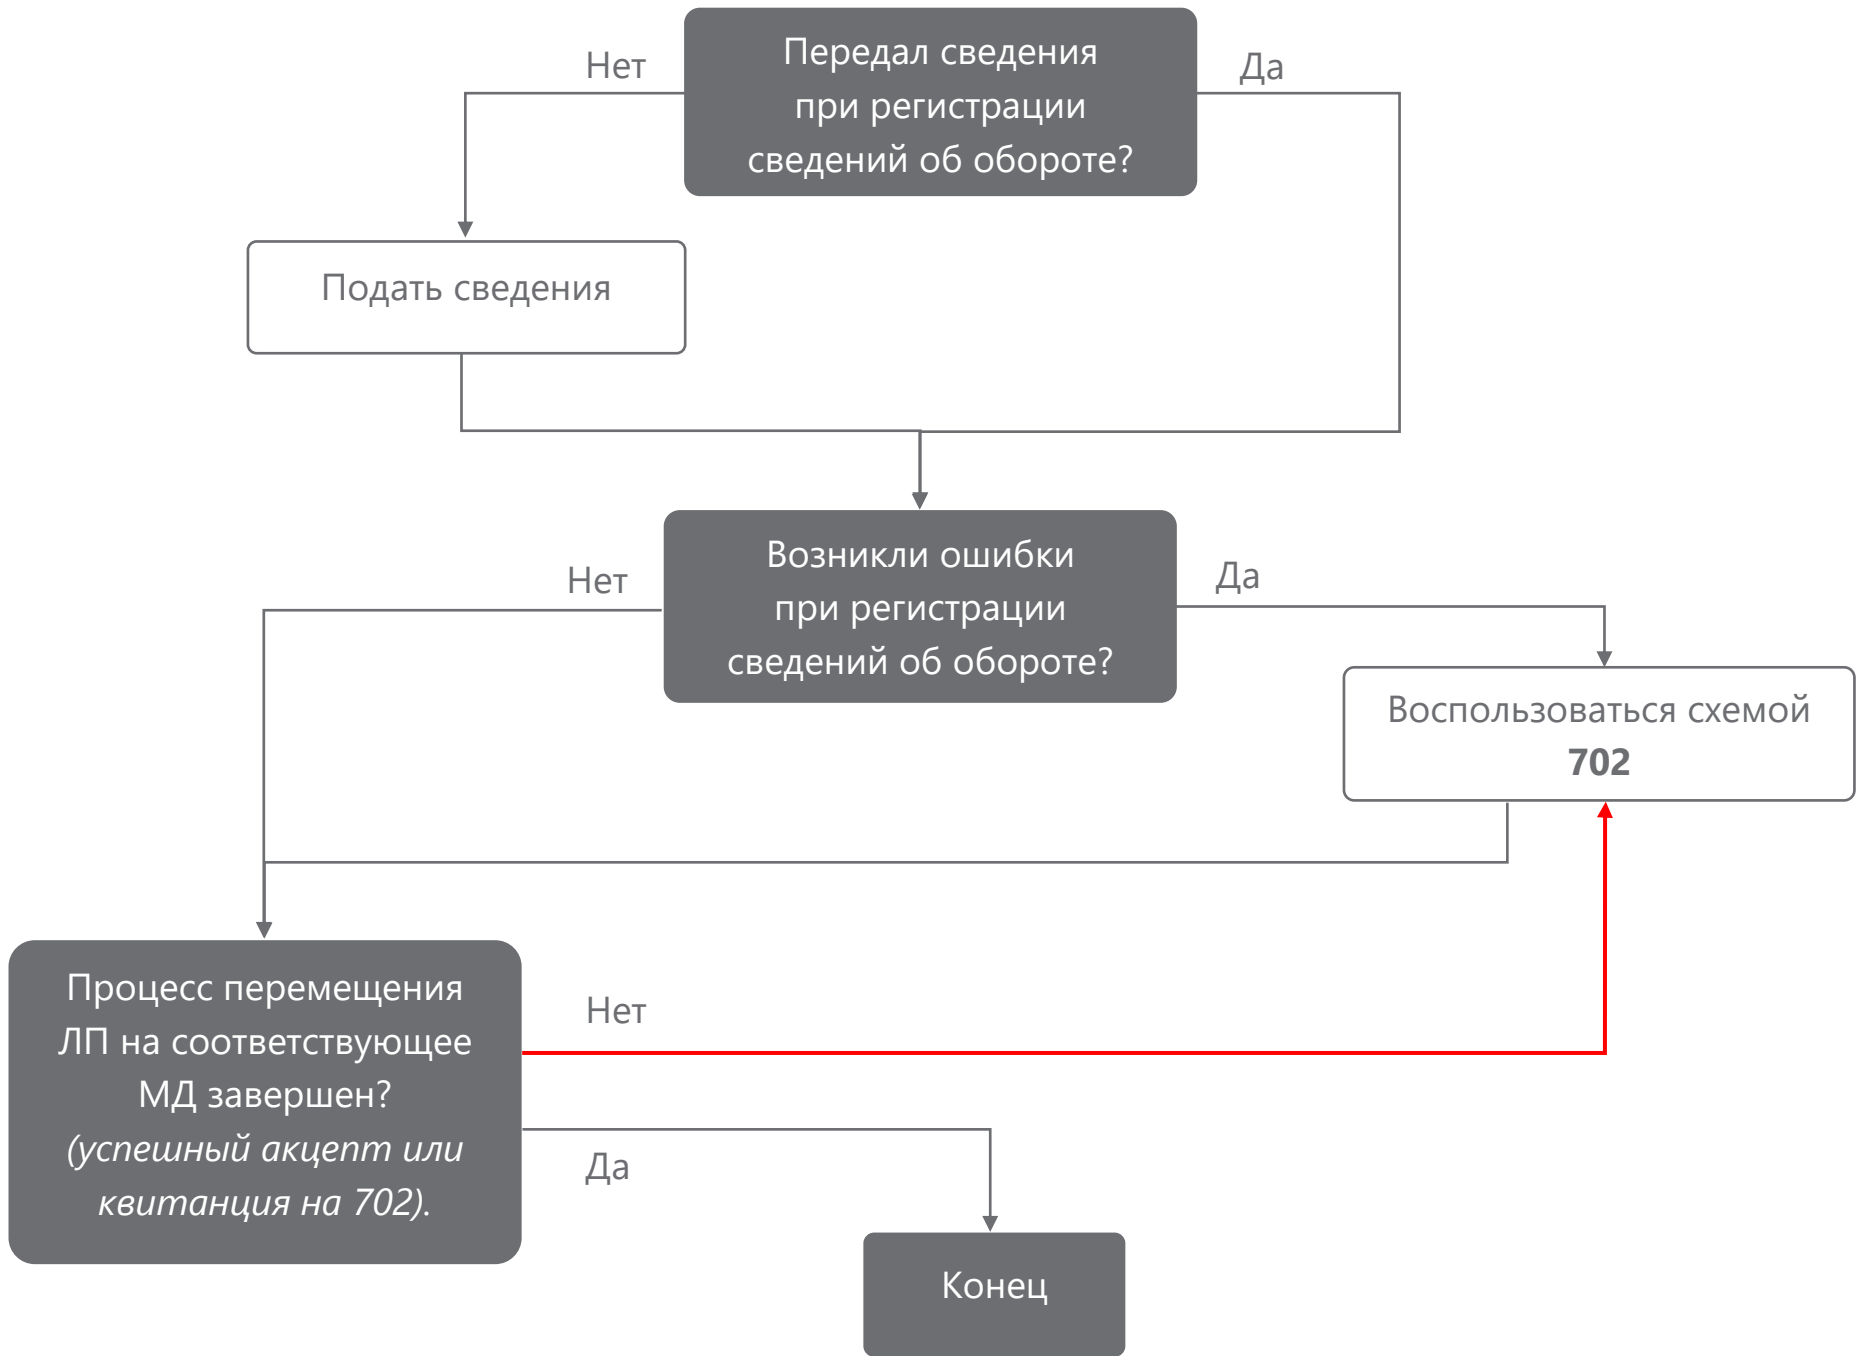 Передал сведения
при регистрации
сведений об обороте?
Нет
Да
Подать сведения
Возникли ошибки
при регистрации
сведений об обороте?
Нет
Да
Воспользоваться схемой
702
Процесс перемещения
ЛП на соответствующее
МД завершен?
(успешный акцепт или
квитанция на 702).
Нет
Да
Конец